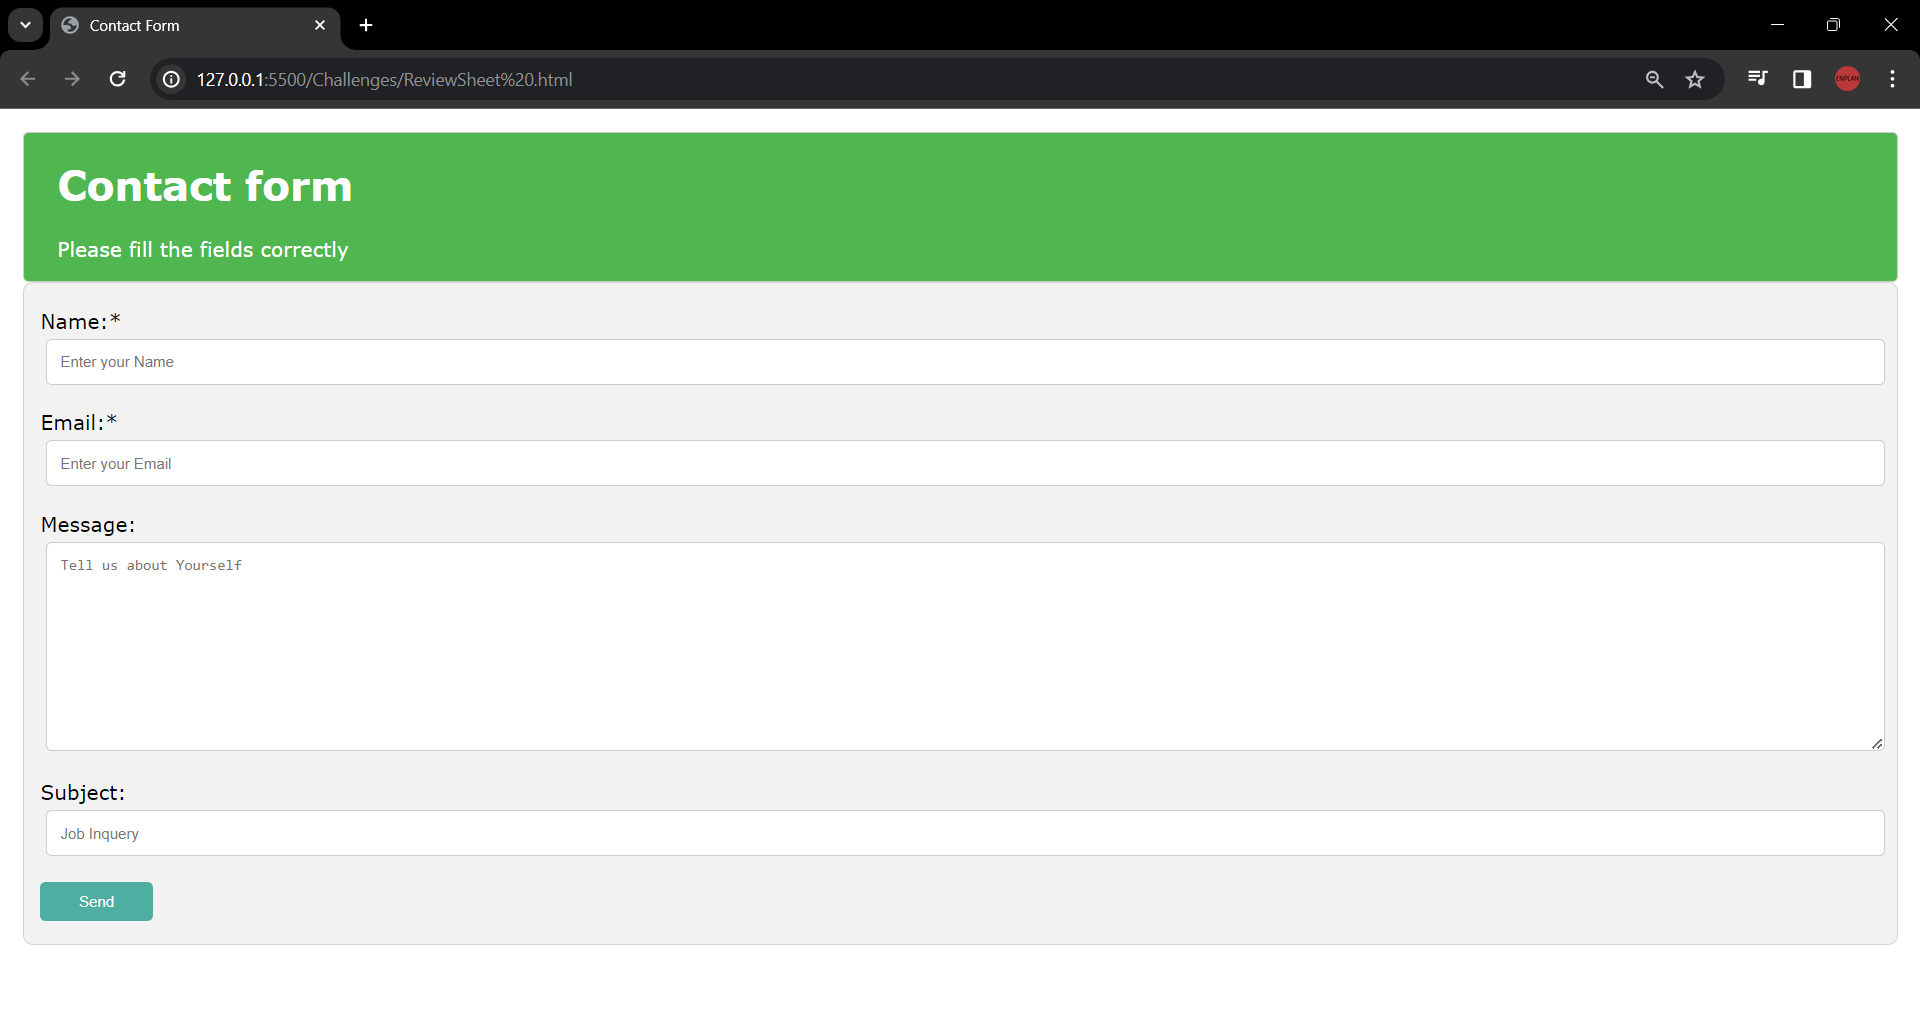 Contact Form
127.0.0.1:5500/Challenges/ReviewSheet%20.html
ENPLAN
Contact form
Please fill the fields correctly
Name:*
Enter your Name
Email:*
Enter your Email
Message:
Tell us about Yourself
Subject:
Job Inquery
Send